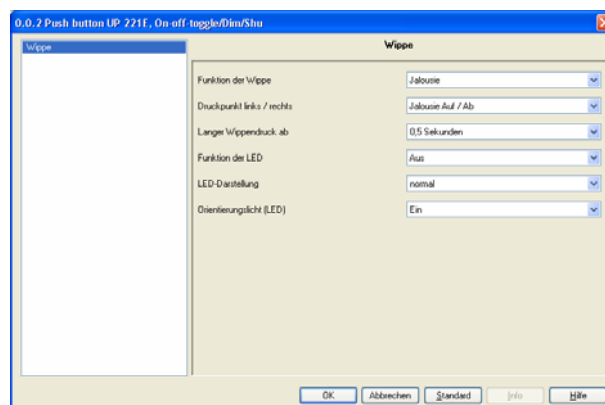 0.0.2 Push button UP 221E, On-off-toggle/Dim/Shu
Wippe
Wippe
Funktion der Wippe Jalousie
Druckpunkt links / rechts Jalousie Auf / Ab
Langer Wippendruck ab 0,5 Sekunden
Funktion der LED Aus
LED-Darstellung normal
Orientierungslicht (LED) Ein
OK Abbrechen Standard Info Hilfe